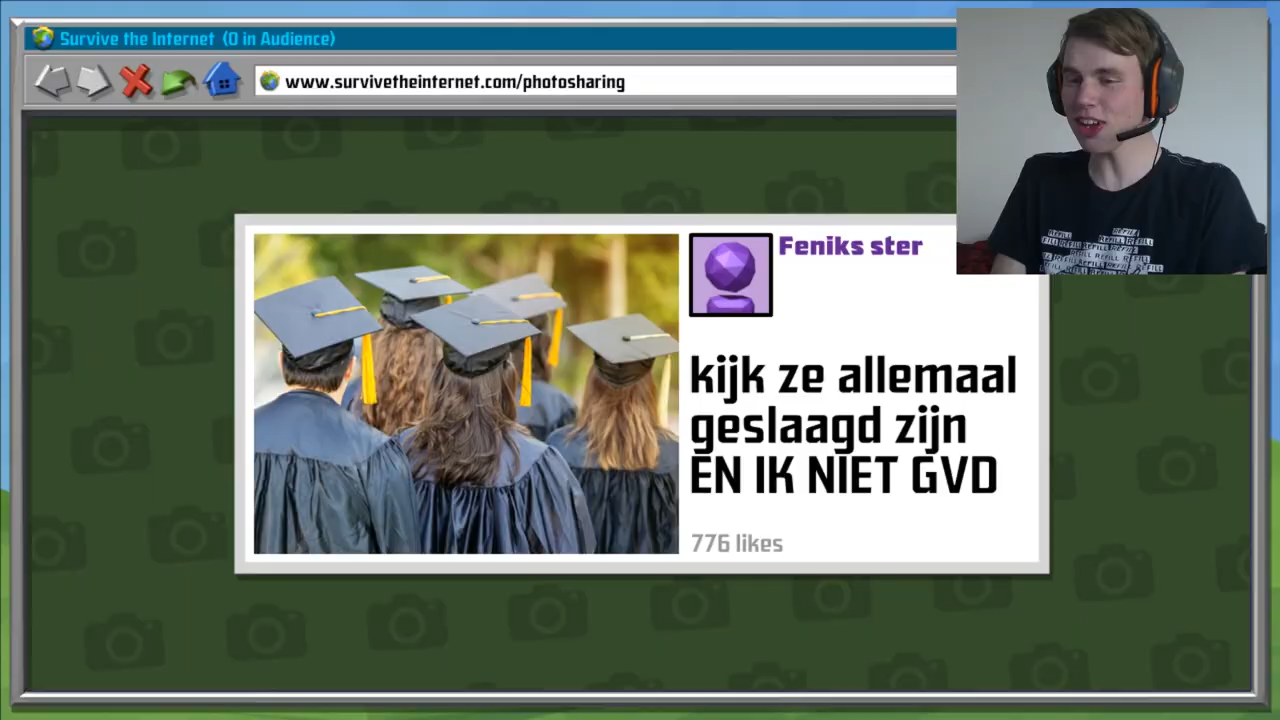 Survive the Internet (0 in Audience)
www.survivetheinternet.com/photosharing
Feniks ster
kijk ze allemaal
geslaagd zijn
EN IK NIET GVD
776 likes
REFILL